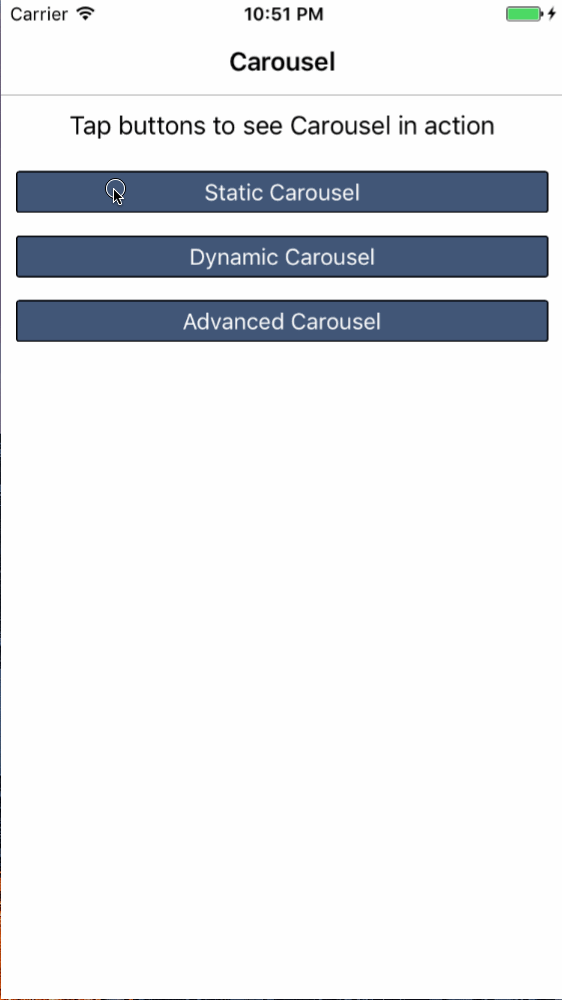 Carrier 10:51 PM
Carousel
Tap buttons to see Carousel in action
Static Carousel
Dynamic Carousel
Advanced Carousel